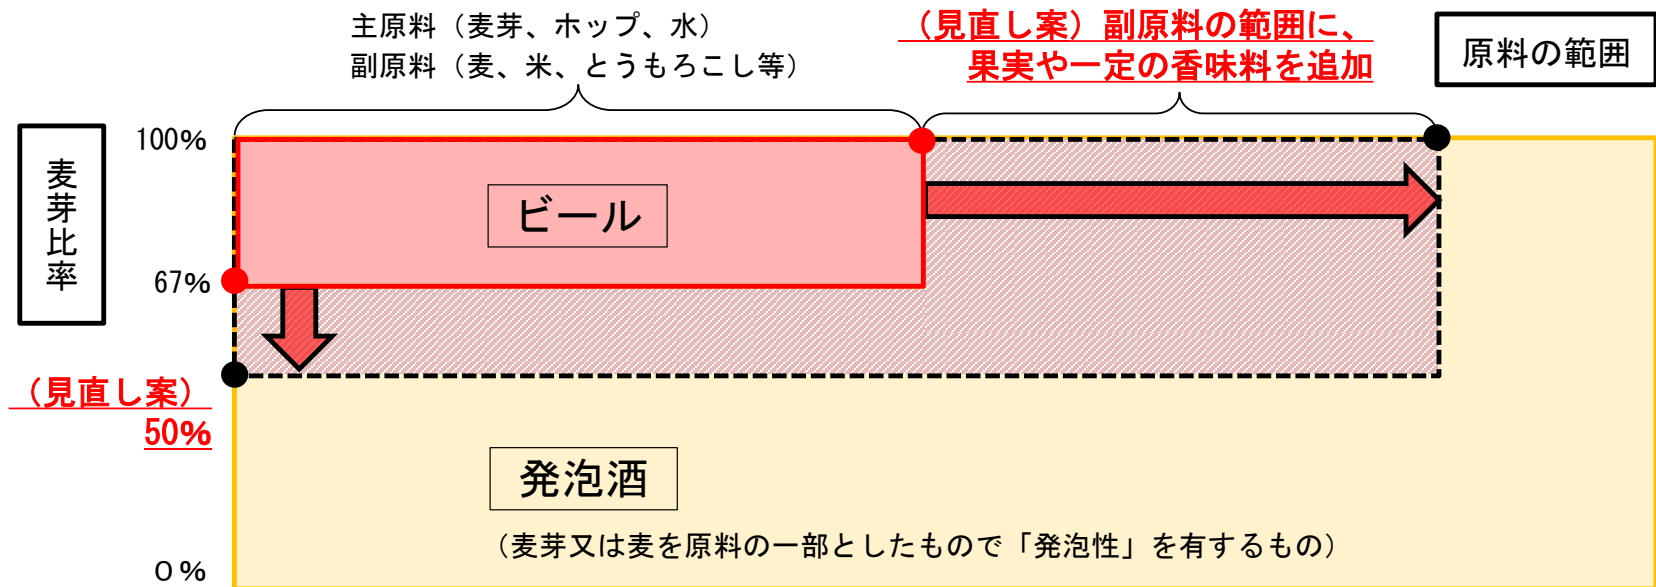 主原料（麦芽、ホップ、水）
副原料（麦、米、とうもろこし等）
（見直し案）副原料の範囲に、
果実や一定の香味料を追加
原料の範囲
麦芽比率
100%
67%
（見直し案）
50%
0%
ビール
発泡酒
（麦芽又は麦を原料の一部としたもので「発泡性」を有するもの）